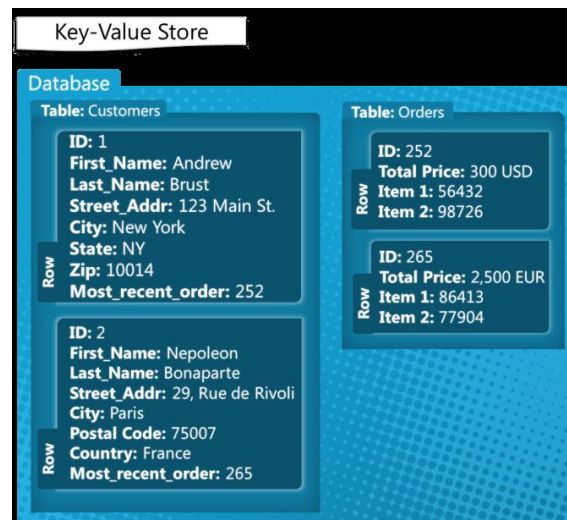 Key-Value Store
Database
Table: Customers
ID: 1
First_Name: Andrew
Last_Name: Brust
Street_Addr: 123 Main St.
City: New York
State: NY
Zip: 10014
Most_recent_order: 252
Row
ID: 2
First_Name: Nepoleon
Last_Name: Bonaparte
Street_Addr: 29, Rue de Rivoli
City: Paris
Postal Code: 75007
Country: France
Most_recent_order: 265
Row
Table: Orders
ID: 252
Total Price: 300 USD
Item 1: 56432
Item 2: 98726
Row
ID: 265
Total Price: 2,500 EUR
Item 1: 86413
Item 2: 77904
Row